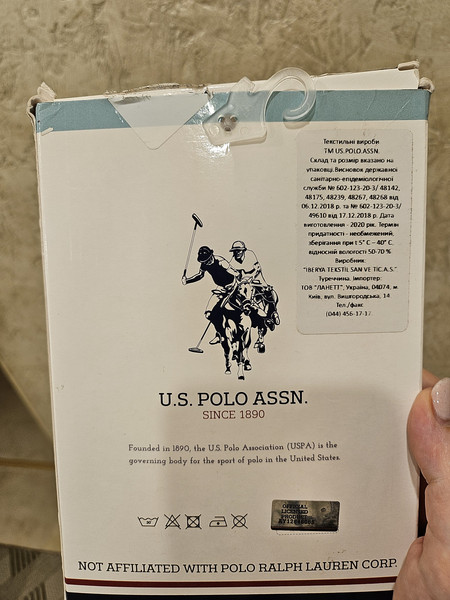 Текстильні вироби
ТМ US.POLO.ASSN.
Склад та розмір вказано на
упаковці.Висновок державної
санітарно-епідеміологічної
служби № 602-123-20-3/ 48142,
48175, 48239, 48267, 48268 від
06.12.2018 р. та № 602-123-20-3/
49610 від 17.12.2018 р. Дата
виготовлення - 2020 рік. Термін
придатності - необмежений,
зберігання при t 5° С – 40° С,
відносній вологості 50-70 %
Виробник:
"IBERYA TEKSTIL SAN VE TIC.A.S."
Туреччина. Імпортер:
ТОВ "ЛАНЕТТ", Україна, 04074, м.
Київ, вул. Вишгородська, 14
Тел./факс
(044) 456-17-17
U.S. POLO ASSN.
SINCE 1890
Founded in 1890, the U.S. Polo Association (USPA) is the
governing body for the sport of polo in the United States.
OFFICIAL
LICENSED
PRODUCT
NOT AFFILIATED WITH POLO RALPH LAUREN CORP.